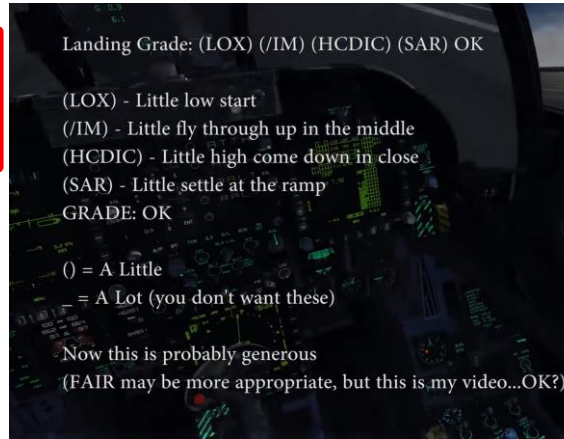 Landing Grade: (LOX) (/IM) (HCDIC) (SAR) OK
(LOX) - Little low start
(/IM) - Little fly through up in the middle
(HCDIC) - Little high come down in close
(SAR) - Little settle at the ramp
GRADE: OK
() = A Little
_ = A Lot (you don't want these)
Now this is probably generous
(FAIR may be more appropriate, but this is my video...OK?)